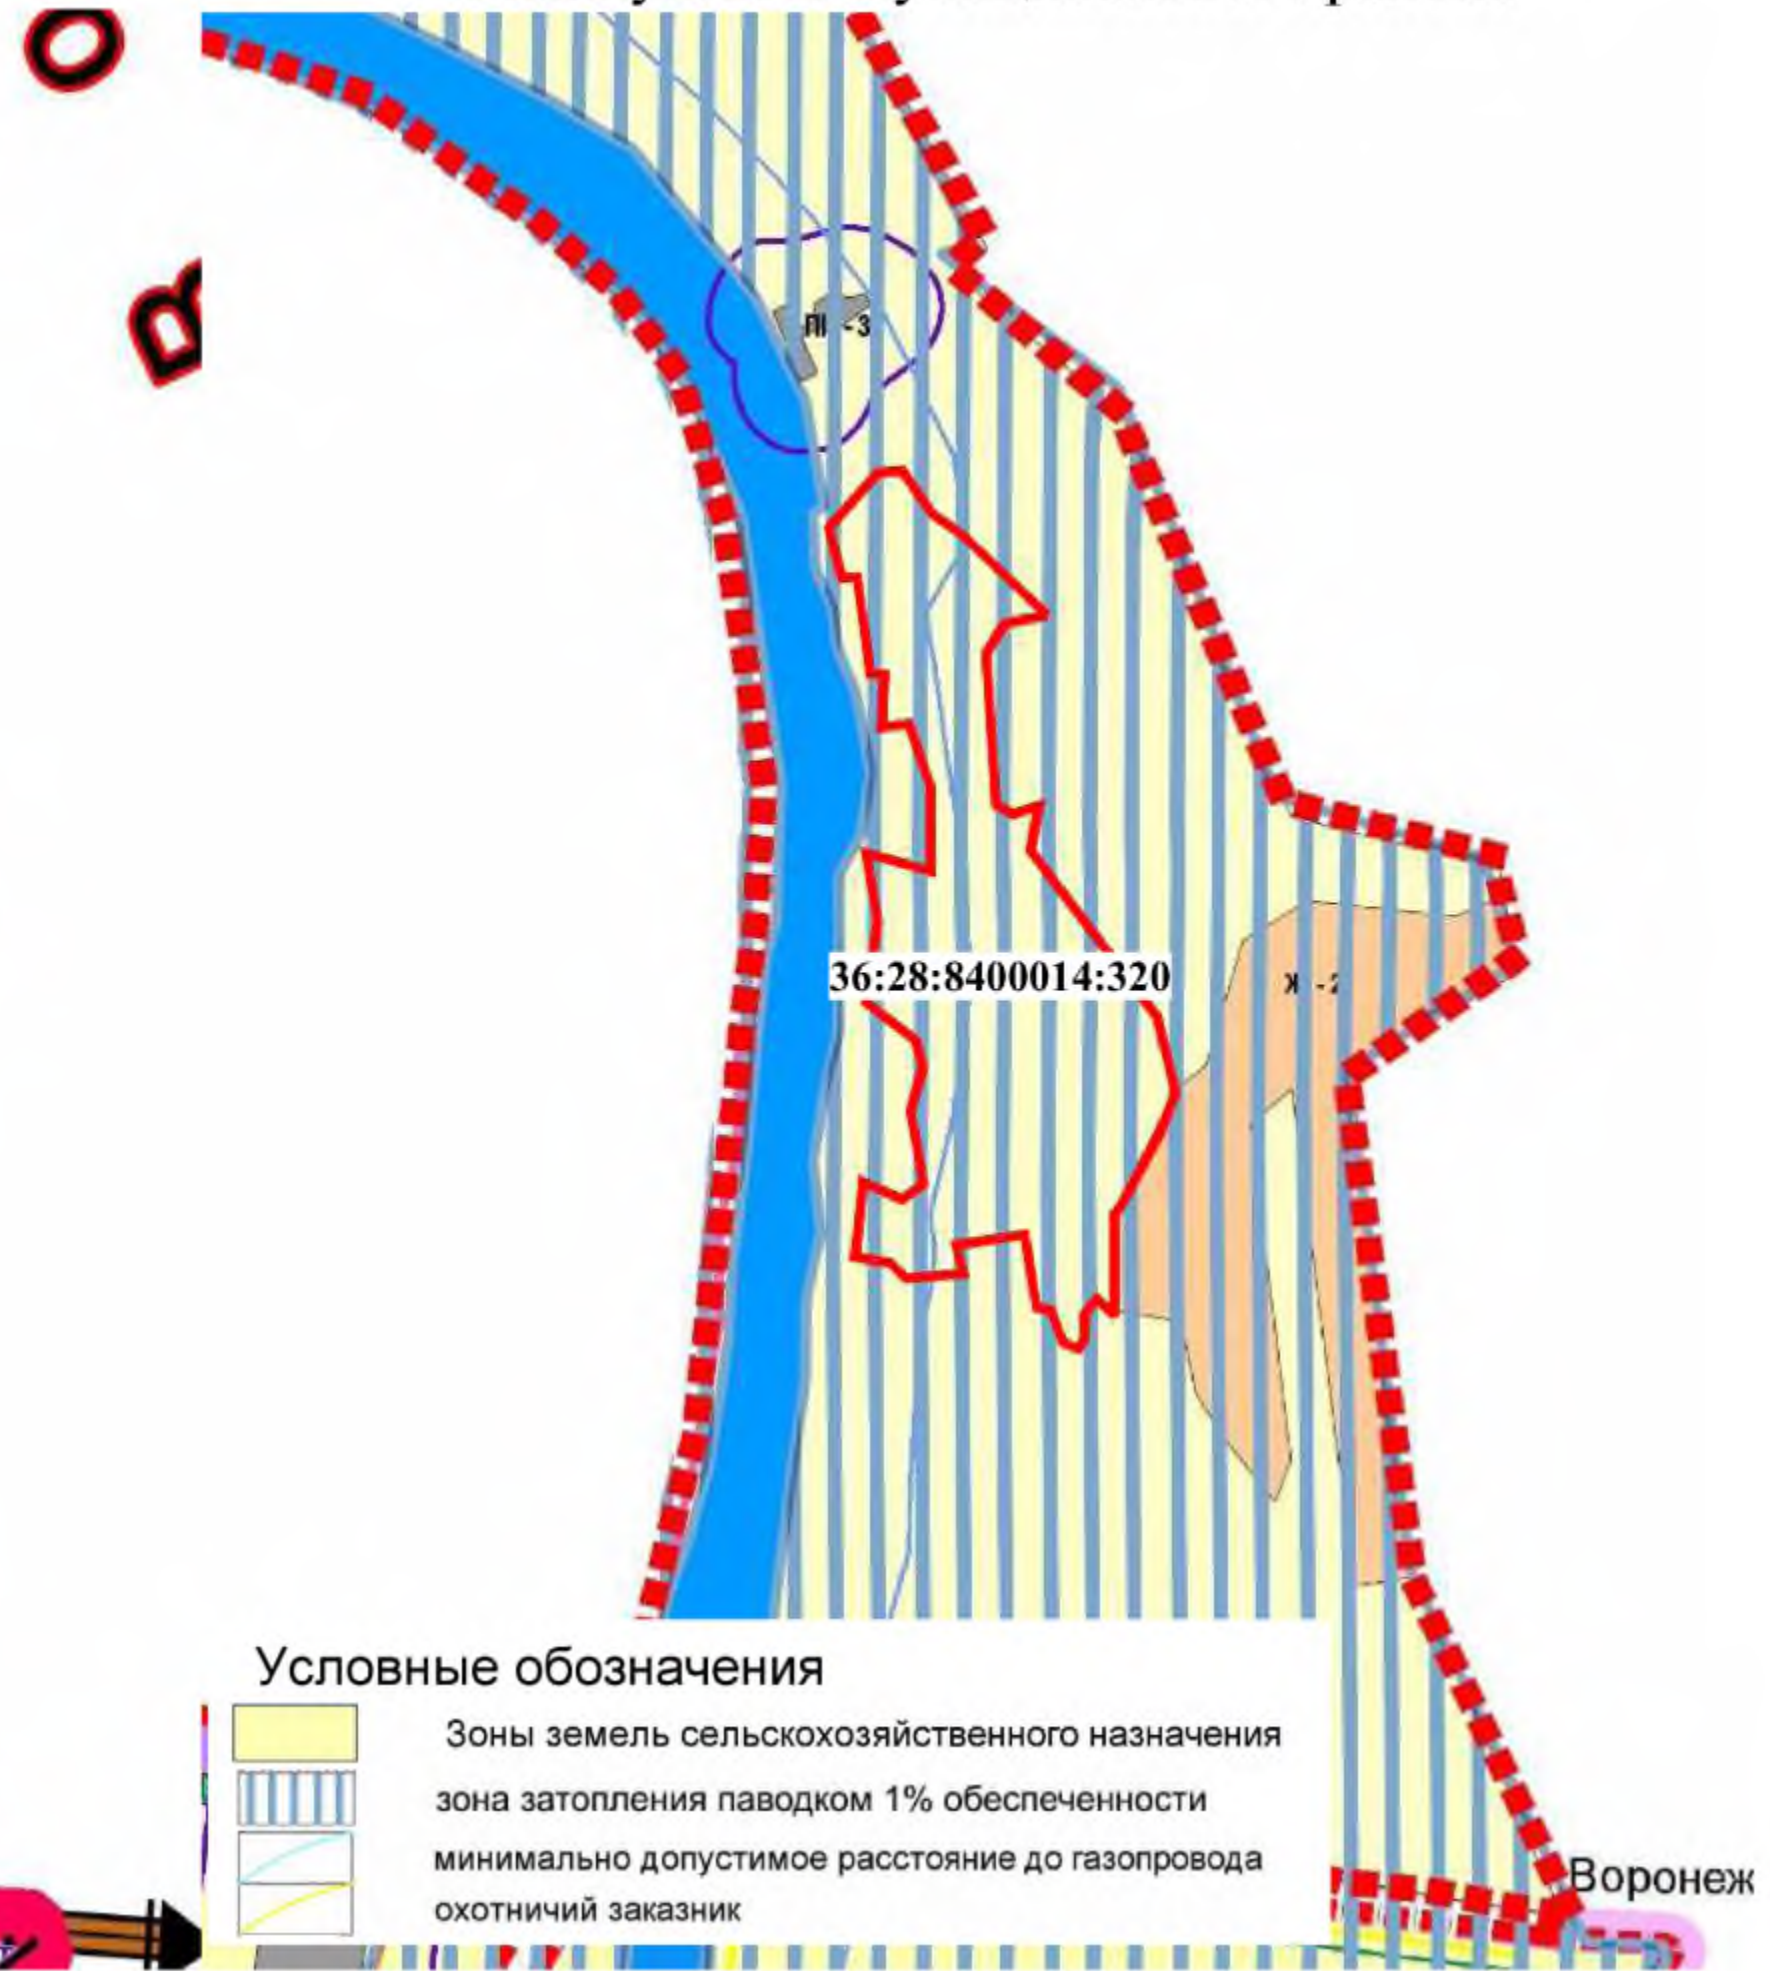 О
В
36:28:8400014:320
Условные обозначения
Зоны земель сельскохозяйственного назначения
зона затопления паводком 1% обеспеченности
минимально допустимое расстояние до газопровода
охотничий заказник
Воронеж